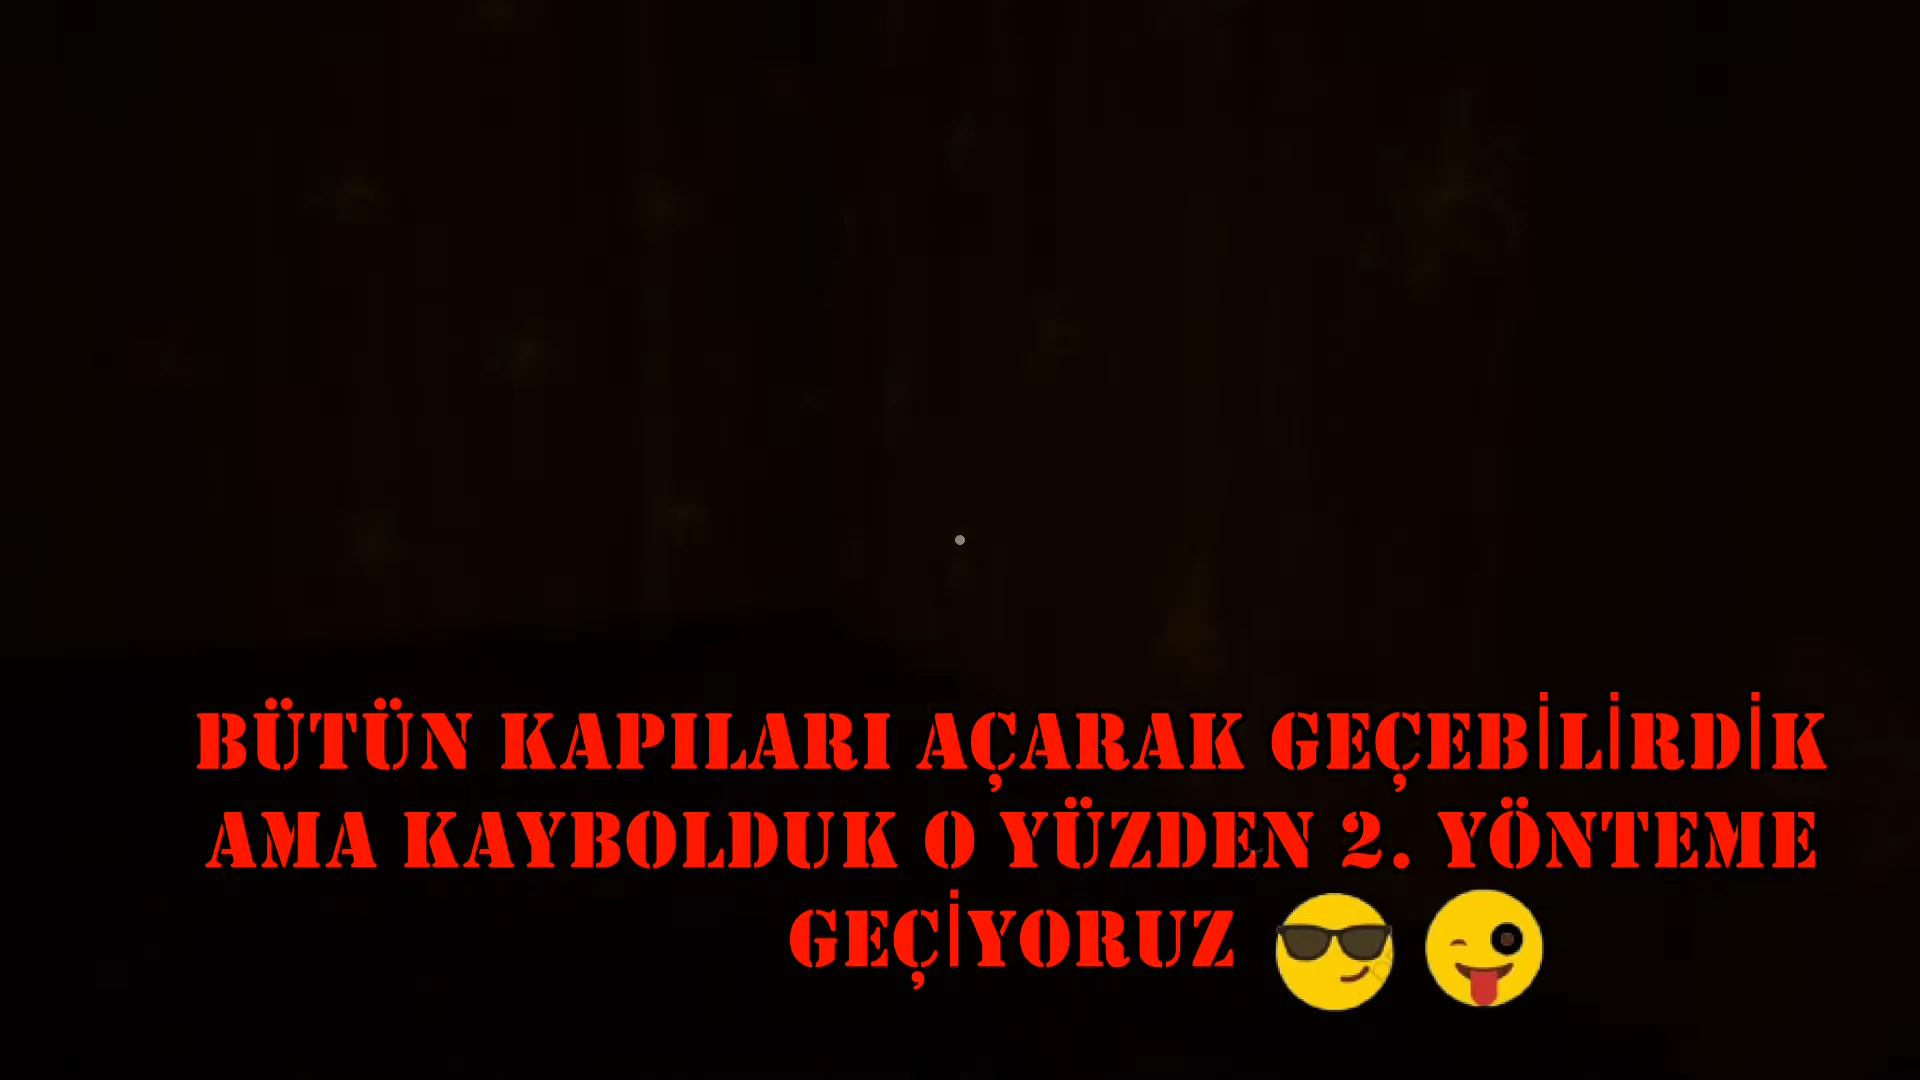 BÜTÜN KAPILARI AÇARAK GEÇEBİLİRDİK
AMA KAYBOLDUK O YÜZDEN 2. YÖNTEME
GEÇİYORUZ 😎 😜